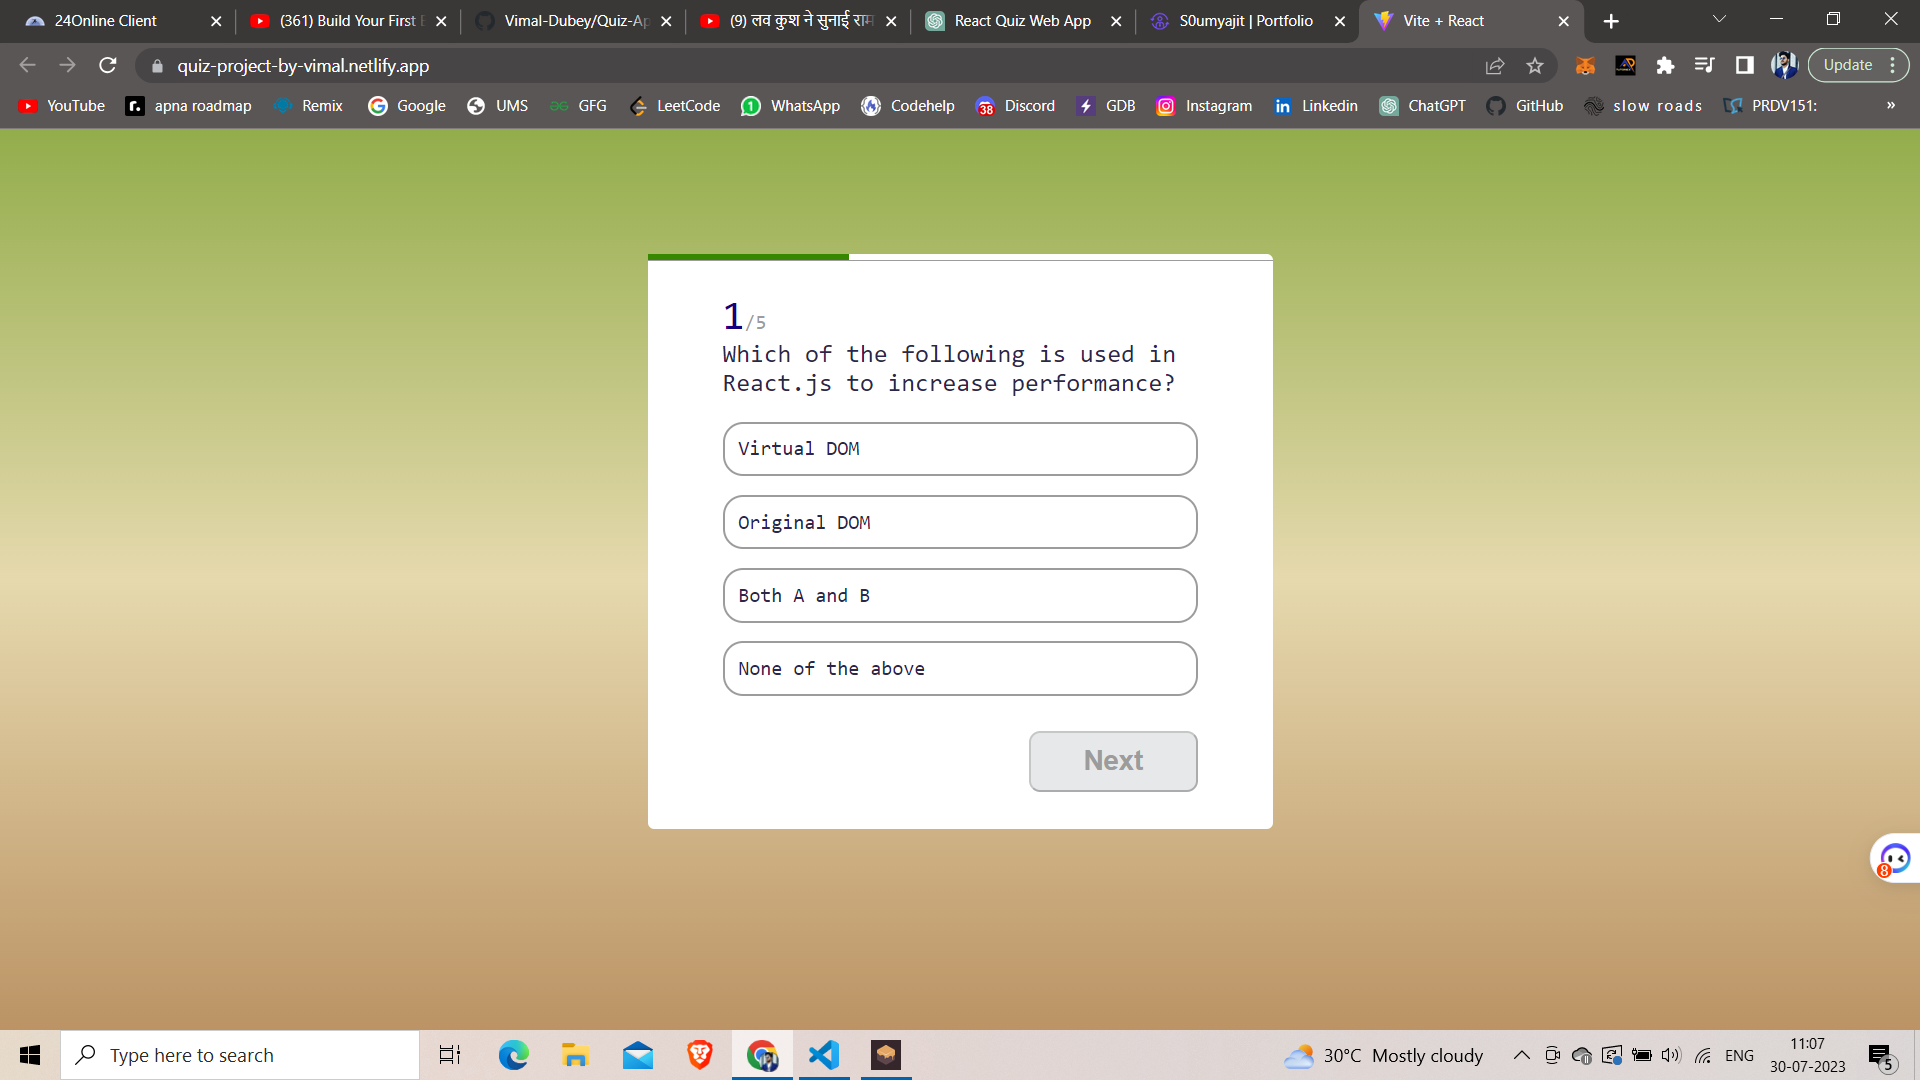 24Online Client
(361) Build Your First
Vimal-Dubey/Quiz-Ap
(9) लव कुश ने सुनाई राम
React Quiz Web App
S0umyajit | Portfolio
Vite + React
quiz-project-by-vimal.netlify.app
Update
YouTube
apna roadmap
Remix
Google
UMS
GFG
LeetCode
WhatsApp
Codehelp
38
Discord
GDB
Instagram
Linkedin
ChatGPT
GitHub
slow roads
PRDV151:
»
1/5
Which of the following is used in
React.js to increase performance?
Virtual DOM
Original DOM
Both A and B
None of the above
Next
8
Type here to search
30°C Mostly cloudy
ENG
11:07
30-07-2023
5